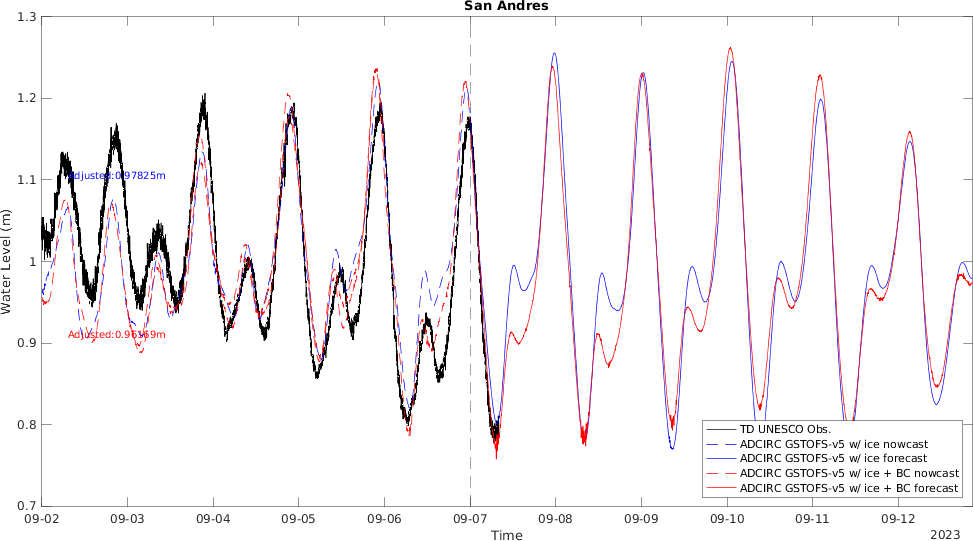 San Andres
Water Level (m)
1.3
1.2
1.1
1
0.9
0.8
0.7
Adjusted:0.97825m
Adjusted:0.96169m
TD UNESCO Obs.
ADCIRC GSTOFS-v5 w/ ice nowcast
ADCIRC GSTOFS-v5 w/ ice forecast
ADCIRC GSTOFS-v5 w/ ice + BC nowcast
ADCIRC GSTOFS-v5 w/ ice + BC forecast
09-02 09-03 09-04 09-05 09-06 09-07 09-08 09-09 09-10 09-11 09-12
Time
2023